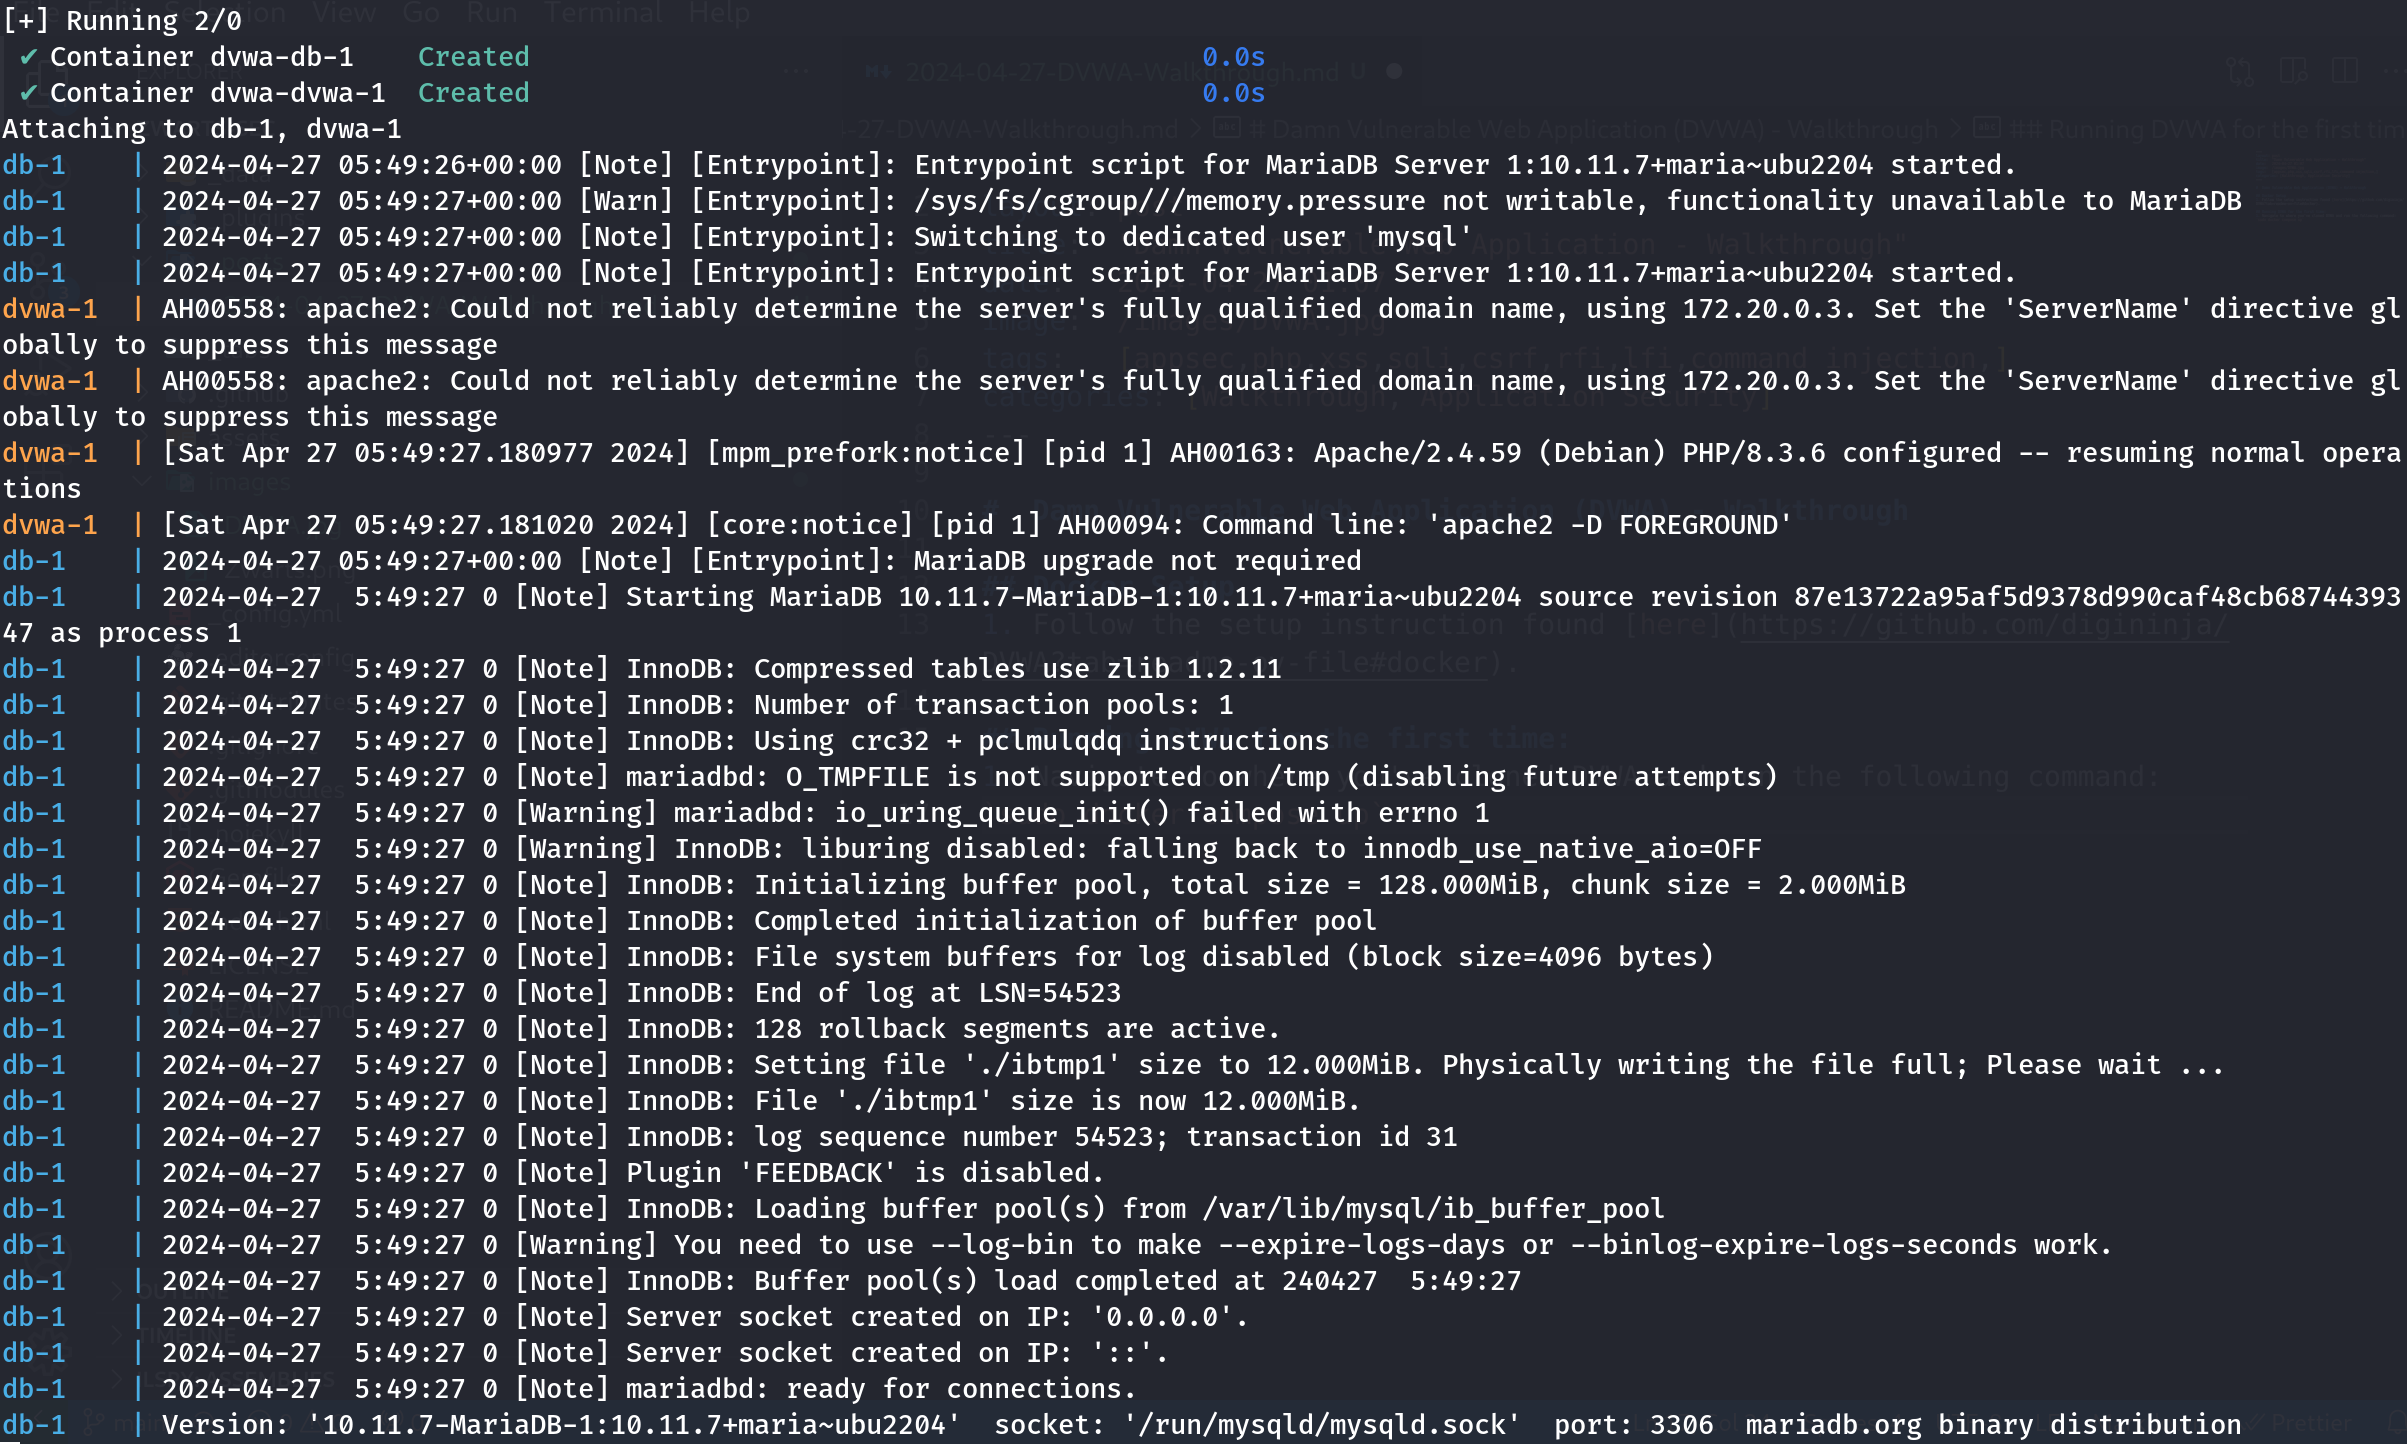 [+] Running 2/0
✔ Container dvwa-db-1    Created    0.0s
✔ Container dvwa-dvwa-1  Created    0.0s
Attaching to db-1, dvwa-1
db-1    | 2024-04-27 05:49:26+00:00 [Note] [Entrypoint]: Entrypoint script for MariaDB Server 1:10.11.7+maria~ubu2204 started.
db-1    | 2024-04-27 05:49:27+00:00 [Warn] [Entrypoint]: /sys/fs/cgroup///memory.pressure not writable, functionality unavailable to MariaDB
db-1    | 2024-04-27 05:49:27+00:00 [Note] [Entrypoint]: Switching to dedicated user 'mysql'
db-1    | 2024-04-27 05:49:27+00:00 [Note] [Entrypoint]: Entrypoint script for MariaDB Server 1:10.11.7+maria~ubu2204 started.
dvwa-1  | AH00558: apache2: Could not reliably determine the server's fully qualified domain name, using 172.20.0.3. Set the 'ServerName' directive gl
obally to suppress this message
dvwa-1  | AH00558: apache2: Could not reliably determine the server's fully qualified domain name, using 172.20.0.3. Set the 'ServerName' directive gl
obally to suppress this message
dvwa-1  | [Sat Apr 27 05:49:27.180977 2024] [mpm_prefork:notice] [pid 1] AH00163: Apache/2.4.59 (Debian) PHP/8.3.6 configured -- resuming normal opera
tions
dvwa-1  | [Sat Apr 27 05:49:27.181020 2024] [core:notice] [pid 1] AH00094: Command line: 'apache2 -D FOREGROUND'
db-1    | 2024-04-27 05:49:27+00:00 [Note] [Entrypoint]: MariaDB upgrade not required
db-1    | 2024-04-27  5:49:27 0 [Note] Starting MariaDB 10.11.7-MariaDB-1:10.11.7+maria~ubu2204 source revision 87e13722a95af5d9378d990caf48cb68744393
47 as process 1
db-1    | 2024-04-27  5:49:27 0 [Note] InnoDB: Compressed tables use zlib 1.2.11
db-1    | 2024-04-27  5:49:27 0 [Note] InnoDB: Number of transaction pools: 1
db-1    | 2024-04-27  5:49:27 0 [Note] InnoDB: Using crc32 + pclmulqdq instructions
db-1    | 2024-04-27  5:49:27 0 [Note] mariadbd: O_TMPFILE is not supported on /tmp (disabling future attempts)
db-1    | 2024-04-27  5:49:27 0 [Warning] mariadbd: io_uring_queue_init() failed with errno 1
db-1    | 2024-04-27  5:49:27 0 [Warning] InnoDB: liburing disabled: falling back to innodb_use_native_aio=OFF
db-1    | 2024-04-27  5:49:27 0 [Note] InnoDB: Initializing buffer pool, total size = 128.000MiB, chunk size = 2.000MiB
db-1    | 2024-04-27  5:49:27 0 [Note] InnoDB: Completed initialization of buffer pool
db-1    | 2024-04-27  5:49:27 0 [Note] InnoDB: File system buffers for log disabled (block size=4096 bytes)
db-1    | 2024-04-27  5:49:27 0 [Note] InnoDB: End of log at LSN=54523
db-1    | 2024-04-27  5:49:27 0 [Note] InnoDB: 128 rollback segments are active.
db-1    | 2024-04-27  5:49:27 0 [Note] InnoDB: Setting file './ibtmp1' size to 12.000MiB. Physically writing the file full; Please wait ...
db-1    | 2024-04-27  5:49:27 0 [Note] InnoDB: File './ibtmp1' size is now 12.000MiB.
db-1    | 2024-04-27  5:49:27 0 [Note] InnoDB: log sequence number 54523; transaction id 31
db-1    | 2024-04-27  5:49:27 0 [Note] Plugin 'FEEDBACK' is disabled.
db-1    | 2024-04-27  5:49:27 0 [Note] InnoDB: Loading buffer pool(s) from /var/lib/mysql/ib_buffer_pool
db-1    | 2024-04-27  5:49:27 0 [Warning] You need to use --log-bin to make --expire-logs-days or --binlog-expire-logs-seconds work.
db-1    | 2024-04-27  5:49:27 0 [Note] InnoDB: Buffer pool(s) load completed at 240427  5:49:27
db-1    | 2024-04-27  5:49:27 0 [Note] Server socket created on IP: '0.0.0.0'.
db-1    | 2024-04-27  5:49:27 0 [Note] Server socket created on IP: '::'.
db-1    | 2024-04-27  5:49:27 0 [Note] mariadbd: ready for connections.
db-1    | Version: '10.11.7-MariaDB-1:10.11.7+maria~ubu2204'  socket: '/run/mysqld/mysqld.sock'  port: 3306  mariadb.org binary distribution